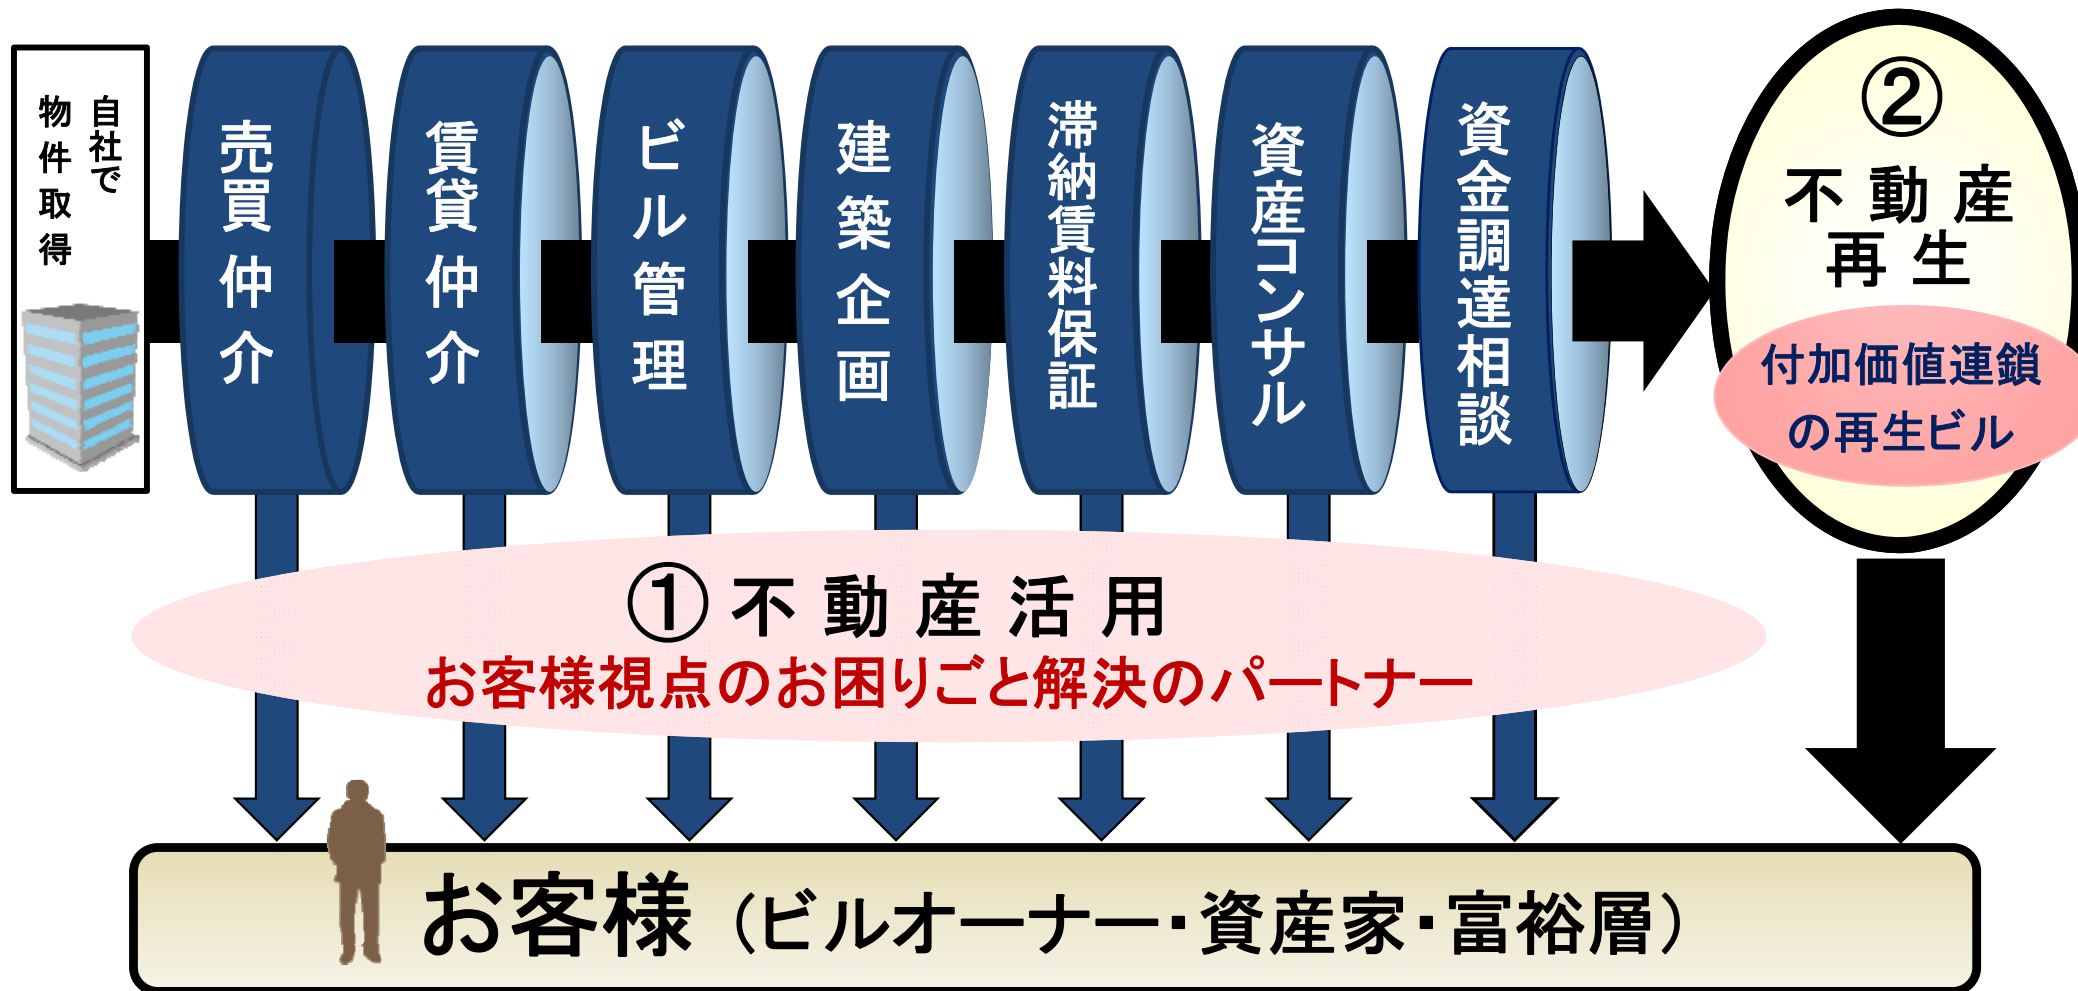 自社で
物件取得
売買仲介
賃貸仲介
ビル管理
建築企画
滞納賃料保証
資産コンサル
資金調達相談
②
不動産
再生
付加価値連鎖
の再生ビル
①不動産活用
お客様視点のお困りごと解決のパートナー
お客様（ビルオーナー・資産家・富裕層）